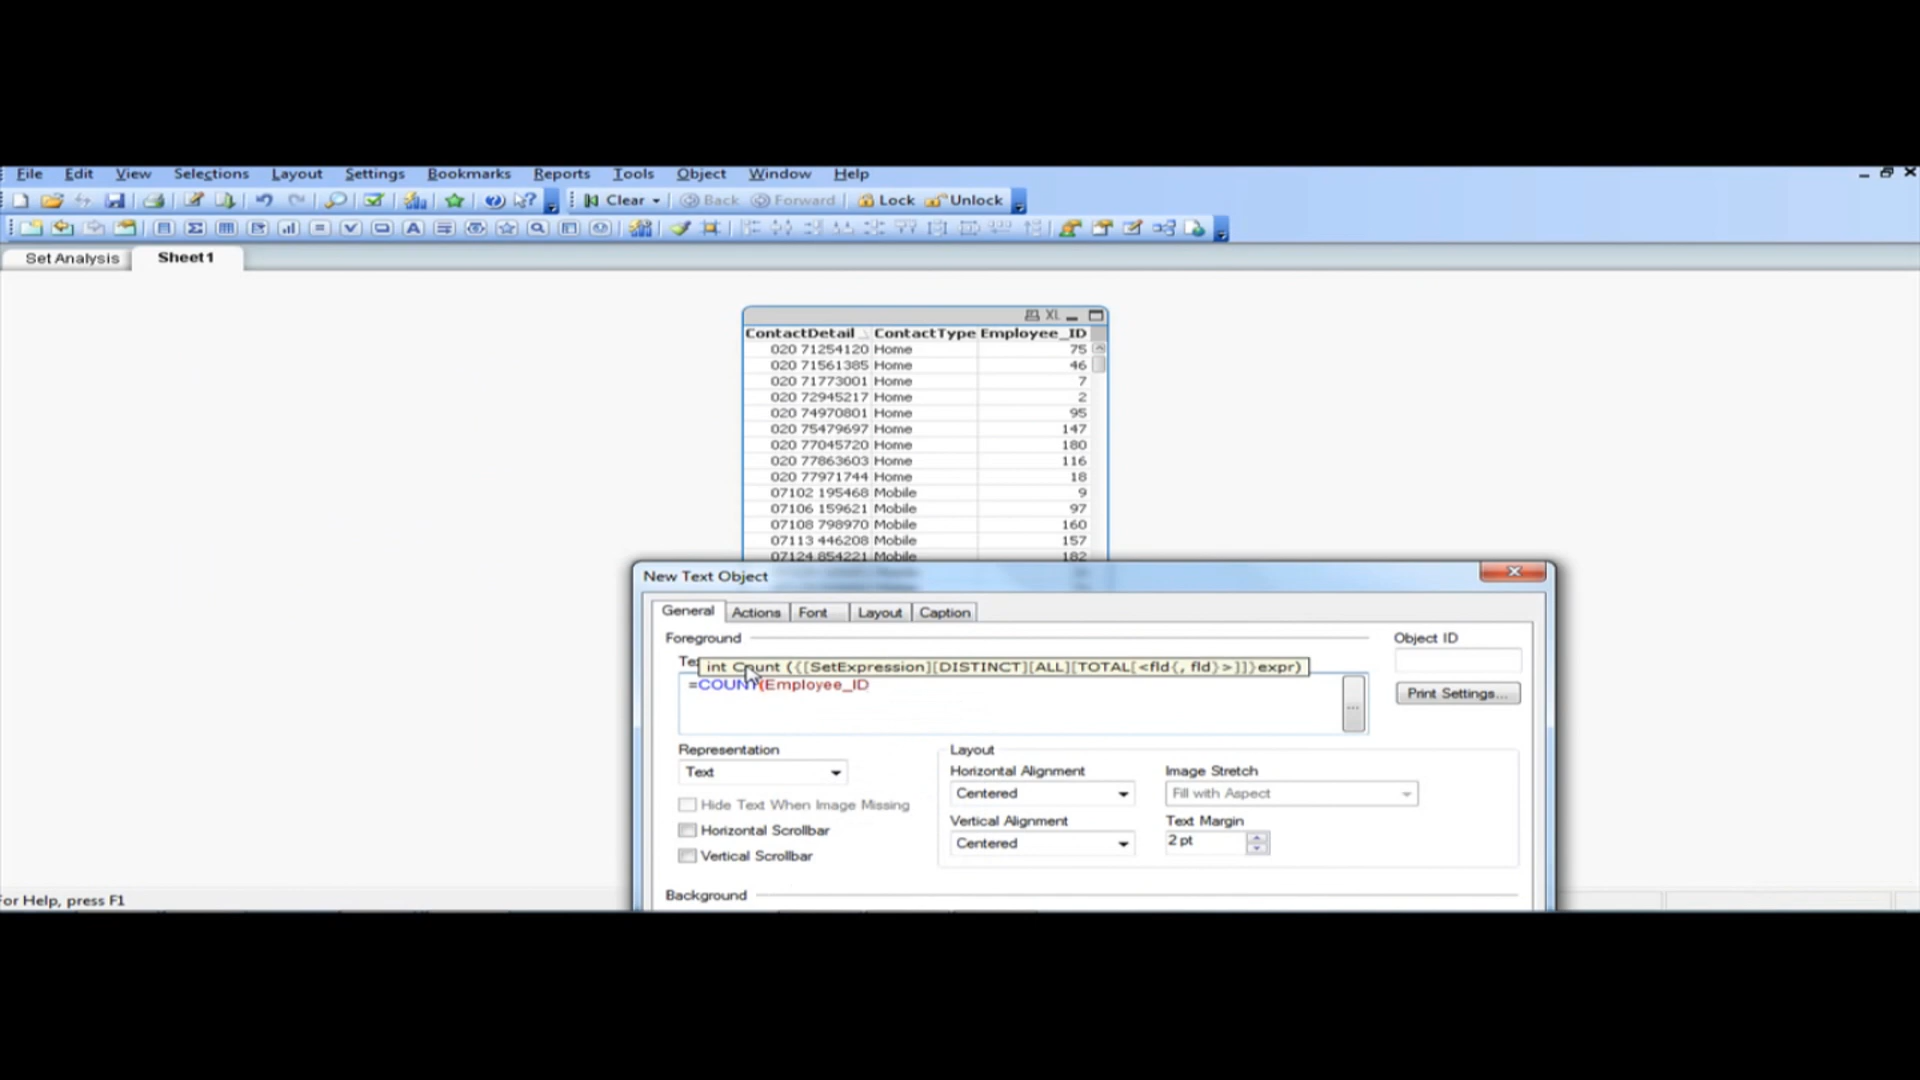 File Edit View Selections Layout Settings Bookmarks Reports Tools Object Window Help
Clear Back Forward Lock Unlock
Set Analysis Sheet1
XL
ContactDetail ContactType Employee_ID
020 71254120 Home 75
020 71561385 Home 46
020 71773001 Home 7
020 72945217 Home 2
020 74970801 Home 95
020 75479697 Home 147
020 77045720 Home 180
020 77863603 Home 116
020 77971744 Home 18
07102 195468 Mobile 9
07106 159621 Mobile 97
07108 798970 Mobile 160
07113 446208 Mobile 157
07124 854221 Mobile 182
New Text Object
General Actions Font Layout Caption
Foreground Object ID
Te int Count ({[SetExpression][DISTINCT][ALL][TOTAL[<fld{, fld}>]]}expr)
=COUNT(Employee_ID
... Print Settings...
Representation Layout
Text Horizontal Alignment Image Stretch
Centered Fill with Aspect
Hide Text When Image Missing
Horizontal Scrollbar Vertical Alignment Text Margin
Centered 2 pt
Vertical Scrollbar
Background
For Help, press F1